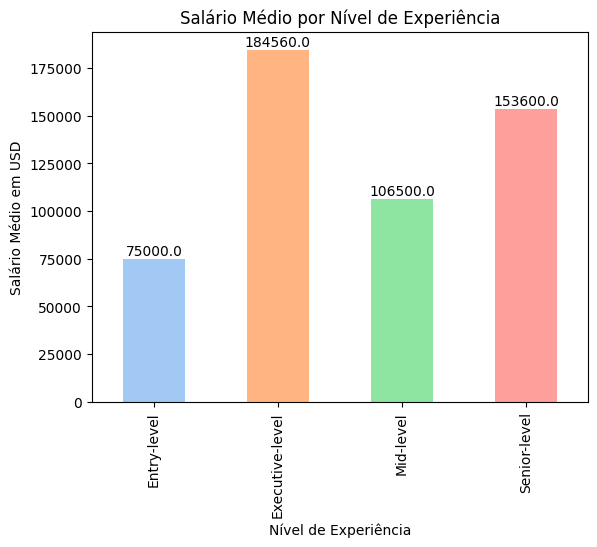 Salário Médio por Nível de Experiência
Salário Médio em USD
175000
150000
125000
100000
75000
50000
25000
0
75000.0
184560.0
106500.0
153600.0
Entry-level
Executive-level
Mid-level
Senior-level
Nível de Experiência